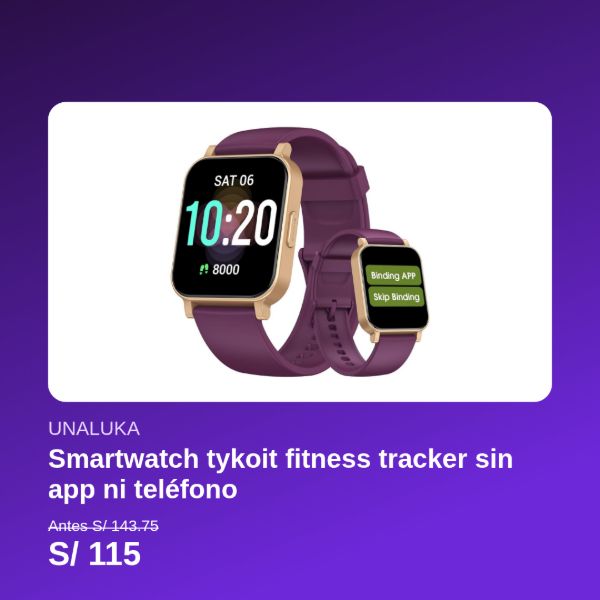 SAT 06
10:20
8000
Binding APP
Skip Binding
UNALUKA
Smartwatch tykoit fitness tracker sin
app ni teléfono
Antes S/ 143.75
S/ 115